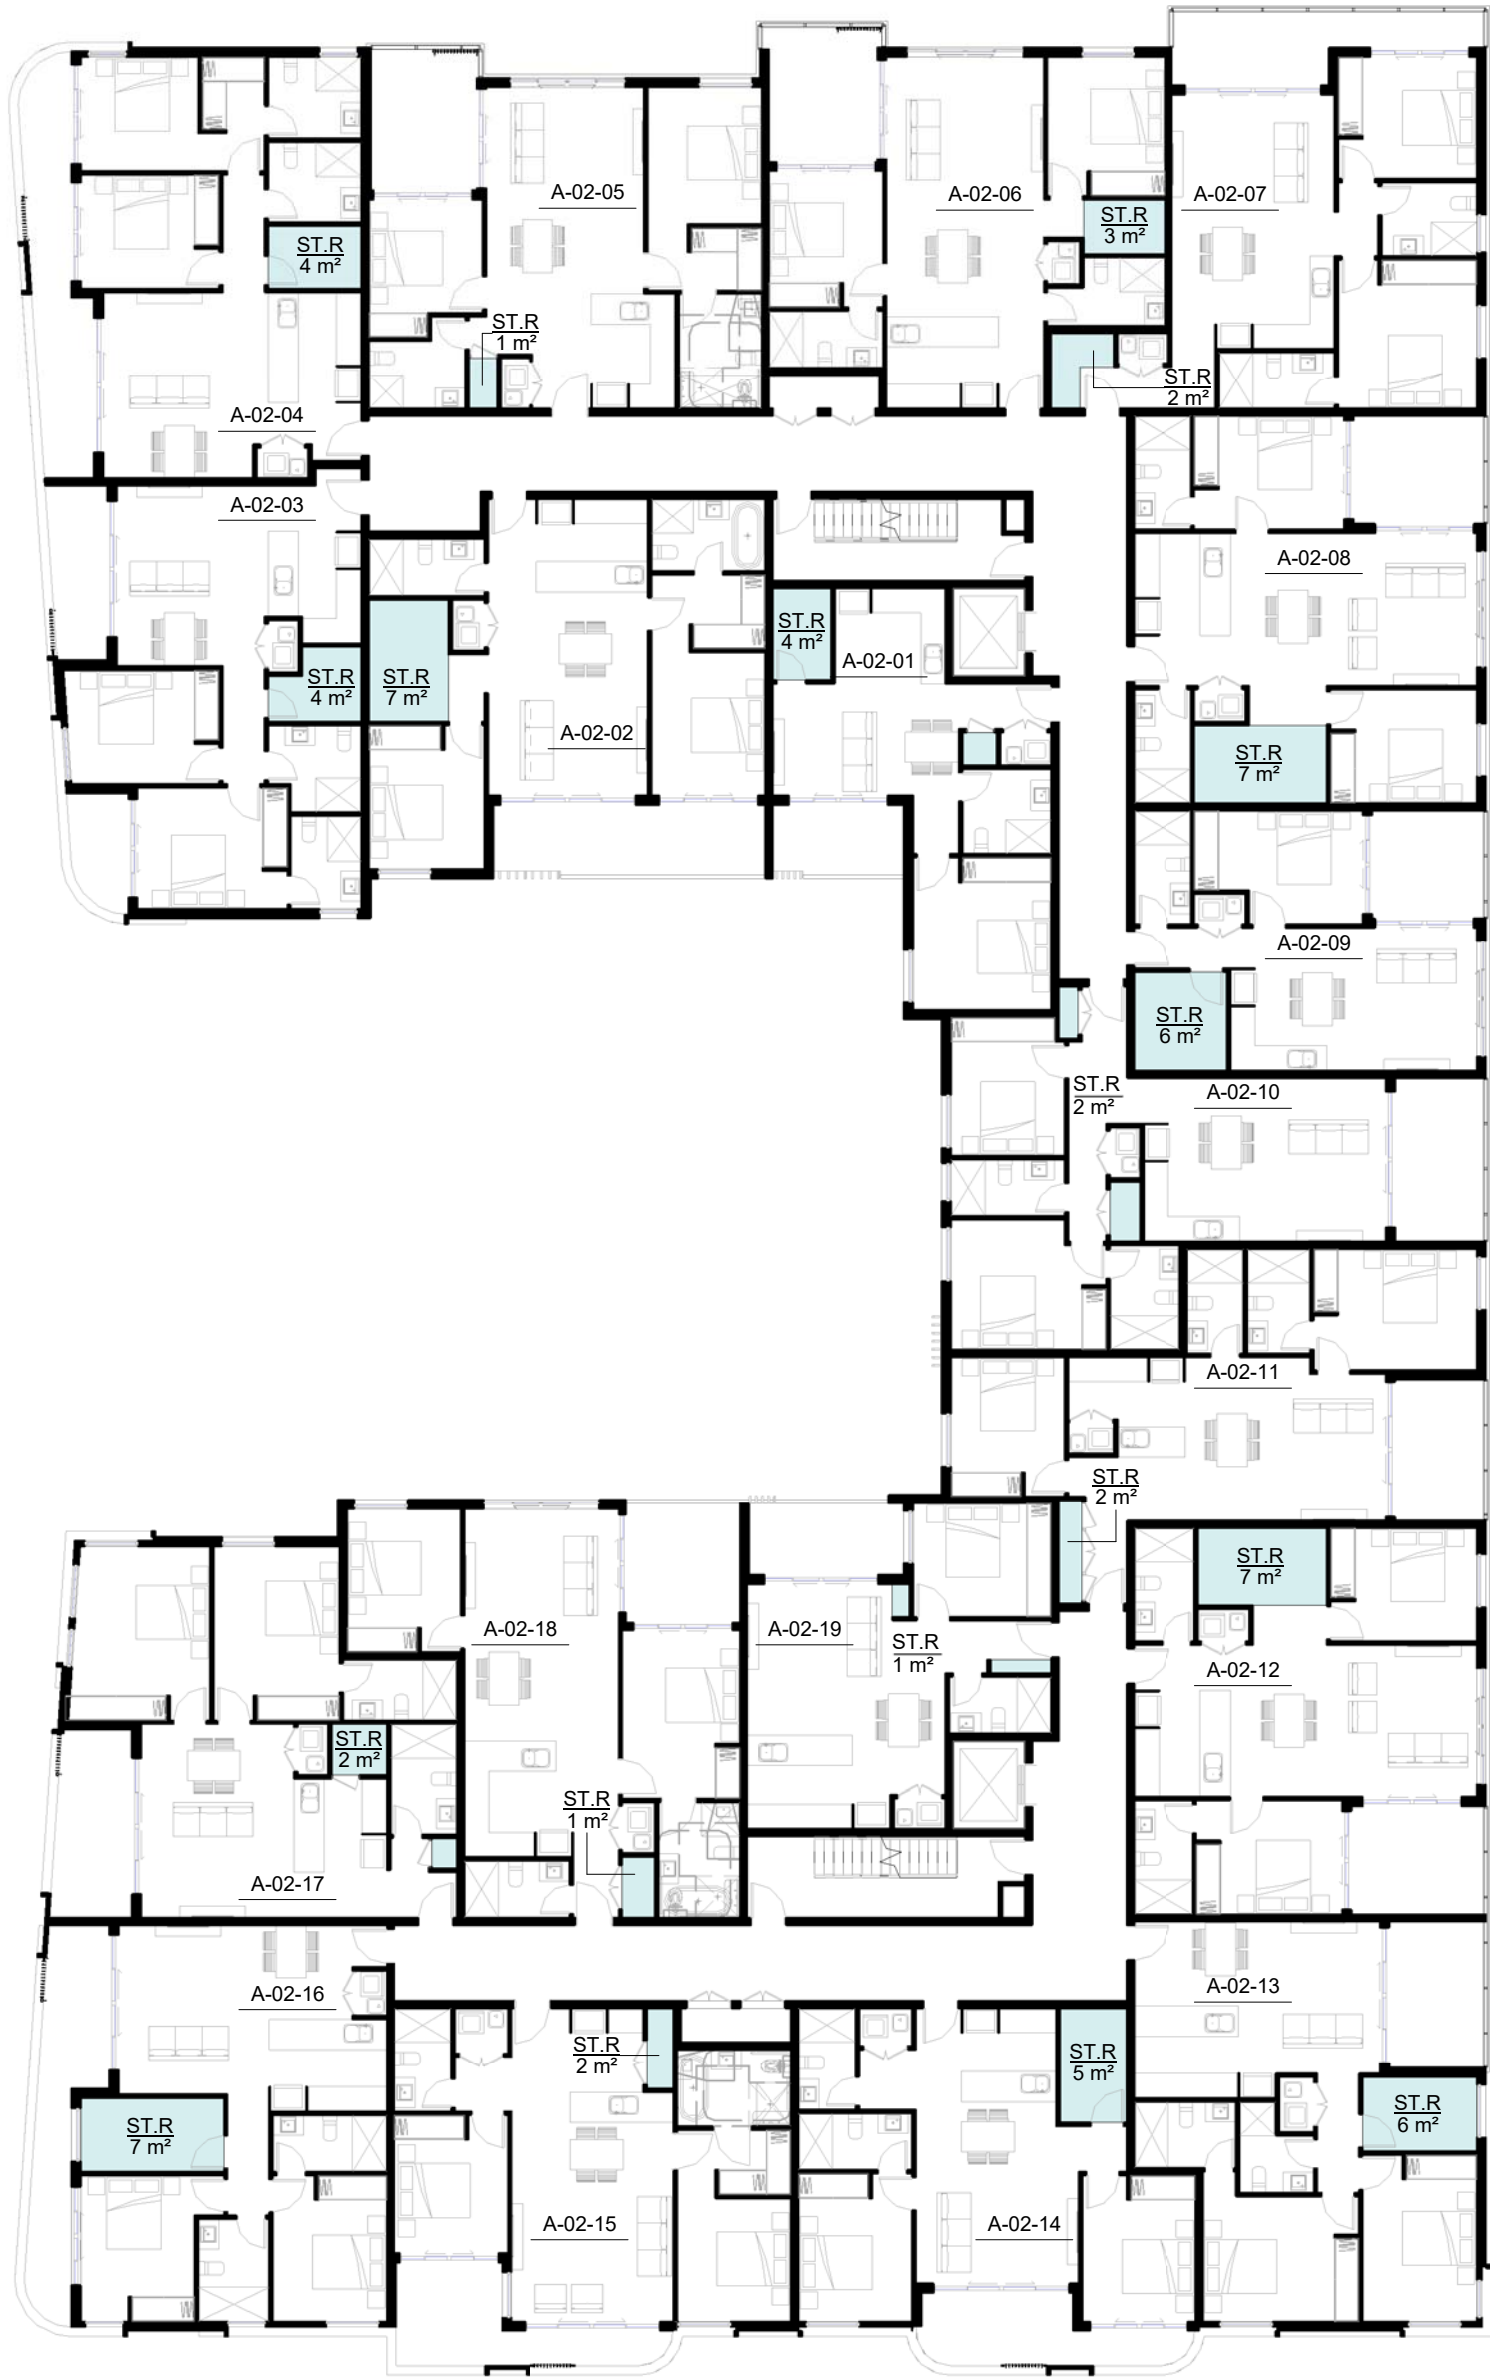 A-02-05
A-02-06
A-02-07
ST.R
3 m²
ST.R
4 m²
ST.R
1 m²
ST.R
2 m²
A-02-04
A-02-03
A-02-08
ST.R
4 m²
A-02-01
ST.R
4 m²
ST.R
7 m²
A-02-02
ST.R
7 m²
A-02-09
ST.R
6 m²
ST.R
2 m²
A-02-10
A-02-11
ST.R
2 m²
ST.R
7 m²
A-02-18
A-02-19
ST.R
1 m²
A-02-12
ST.R
2 m²
ST.R
1 m²
A-02-17
A-02-16
A-02-13
ST.R
2 m²
ST.R
5 m²
ST.R
7 m²
ST.R
6 m²
A-02-15
A-02-14